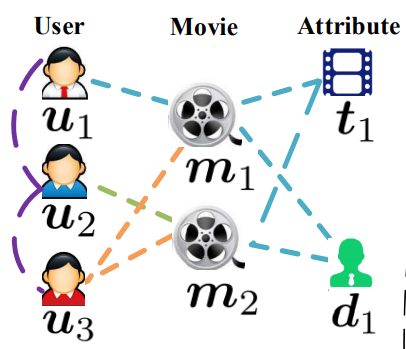 User Movie Attribute
u1 m1 t1
u2
m2
u3 d1